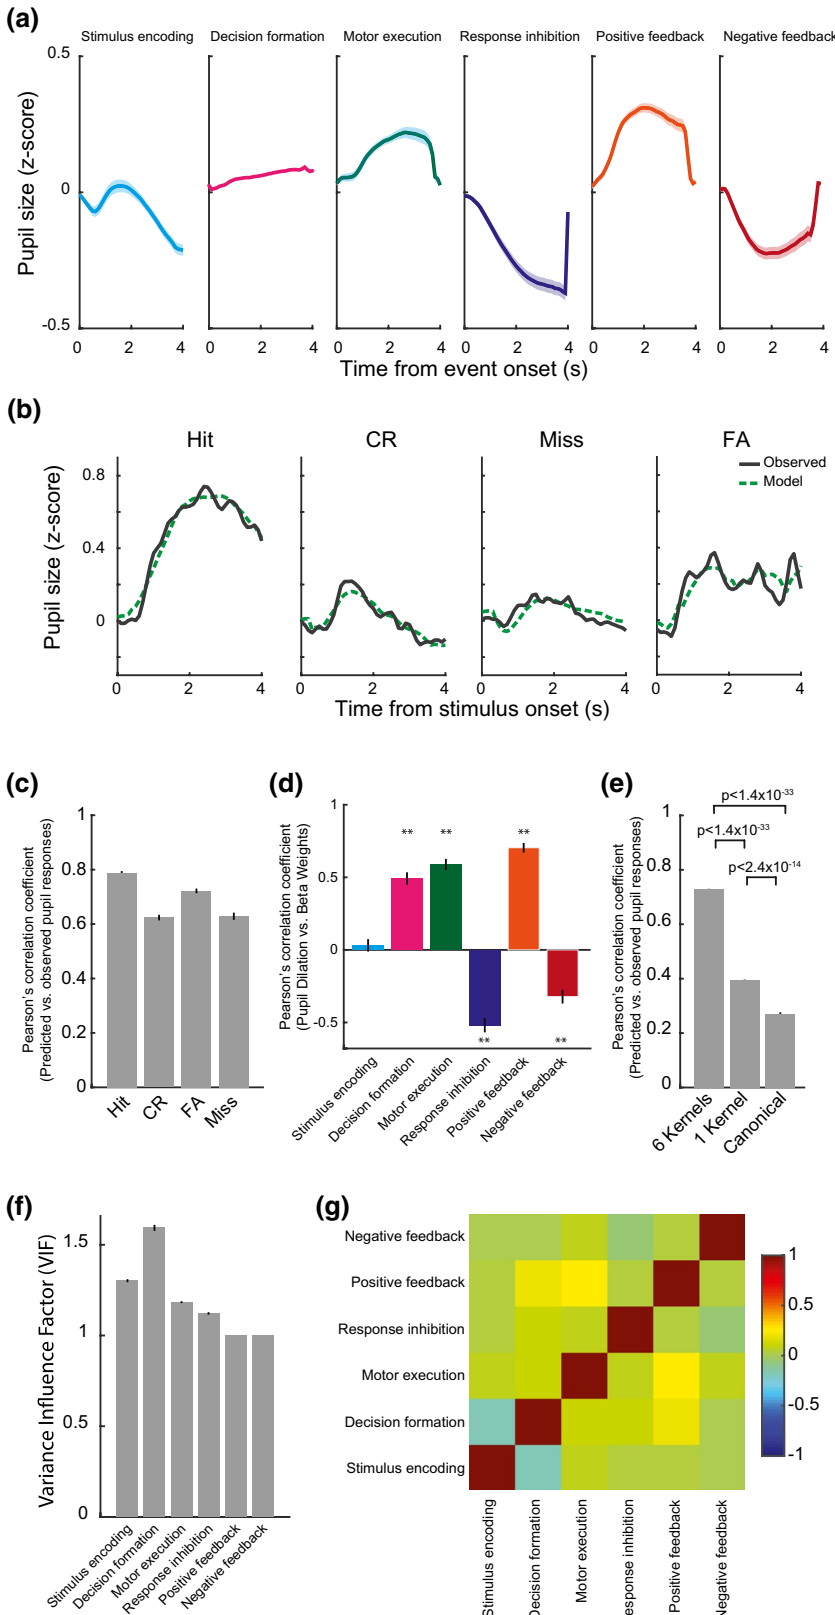 (a)
Stimulus encoding
Decision formation
Motor execution
Response inhibition
Positive feedback
Negative feedback
Pupil size (z-score)
0.5
0
-0.5
0 2 4
0 2 4
0 2 4
0 2 4
0 2 4
0 2 4
Time from event onset (s)
(b)
Hit
CR
Miss
FA
Observed
Model
Pupil size (z-score)
0.8
0.4
0
0 2 4
0 2 4
0 2 4
0 2 4
Time from stimulus onset (s)
(c)
Pearson's correlation coefficient
(Predicted vs. observed pupil responses)
1
0.8
0.6
0.4
0.2
0
Hit
CR
FA
Miss
(d)
Pearson's correlation coefficient
(Pupil Dilation vs. Beta Weights)
1
0.5
0
-0.5
**
**
**
**
**
Stimulus encoding
Decision formation
Motor execution
Response inhibition
Positive feedback
Negative feedback
(e)
p<1.4x10-33
p<1.4x10-33
p<2.4x10-14
Pearson's correlation coefficient
(Predicted vs. observed pupil responses)
1
0.8
0.6
0.4
0.2
0
6 Kernels
1 Kernel
Canonical
(f)
Variance Influence Factor (VIF)
1.5
1
0.5
0
Stimulus encoding
Decision formation
Motor execution
Response inhibition
Positive feedback
Negative feedback
(g)
Negative feedback
Positive feedback
Response inhibition
Motor execution
Decision formation
Stimulus encoding
1
0.5
0
-0.5
-1
Stimulus encoding
Decision formation
Motor execution
Response inhibition
Positive feedback
Negative feedback